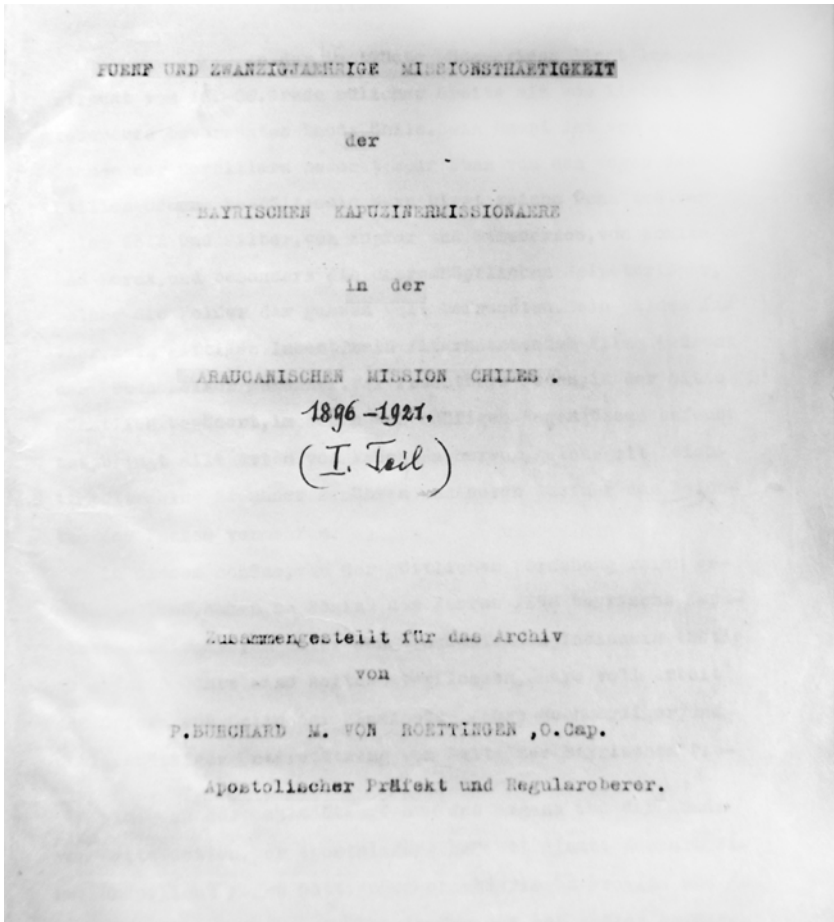 FUENF UND ZWANZIGJAEHRIGE MISSIONSTHAETIGKEIT
der
BAYRISCHEN KAPUZINERMISSIONAERE
in der
ARAUCANISCHEN MISSION CHILES .
1896-1921.
(I. Teil)
Zusammengestellt für das Archiv
von
P.BURCHARD M. VON ROETTINGEN ,O.Cap.
Apostolischer Präfekt und Regularoberer.